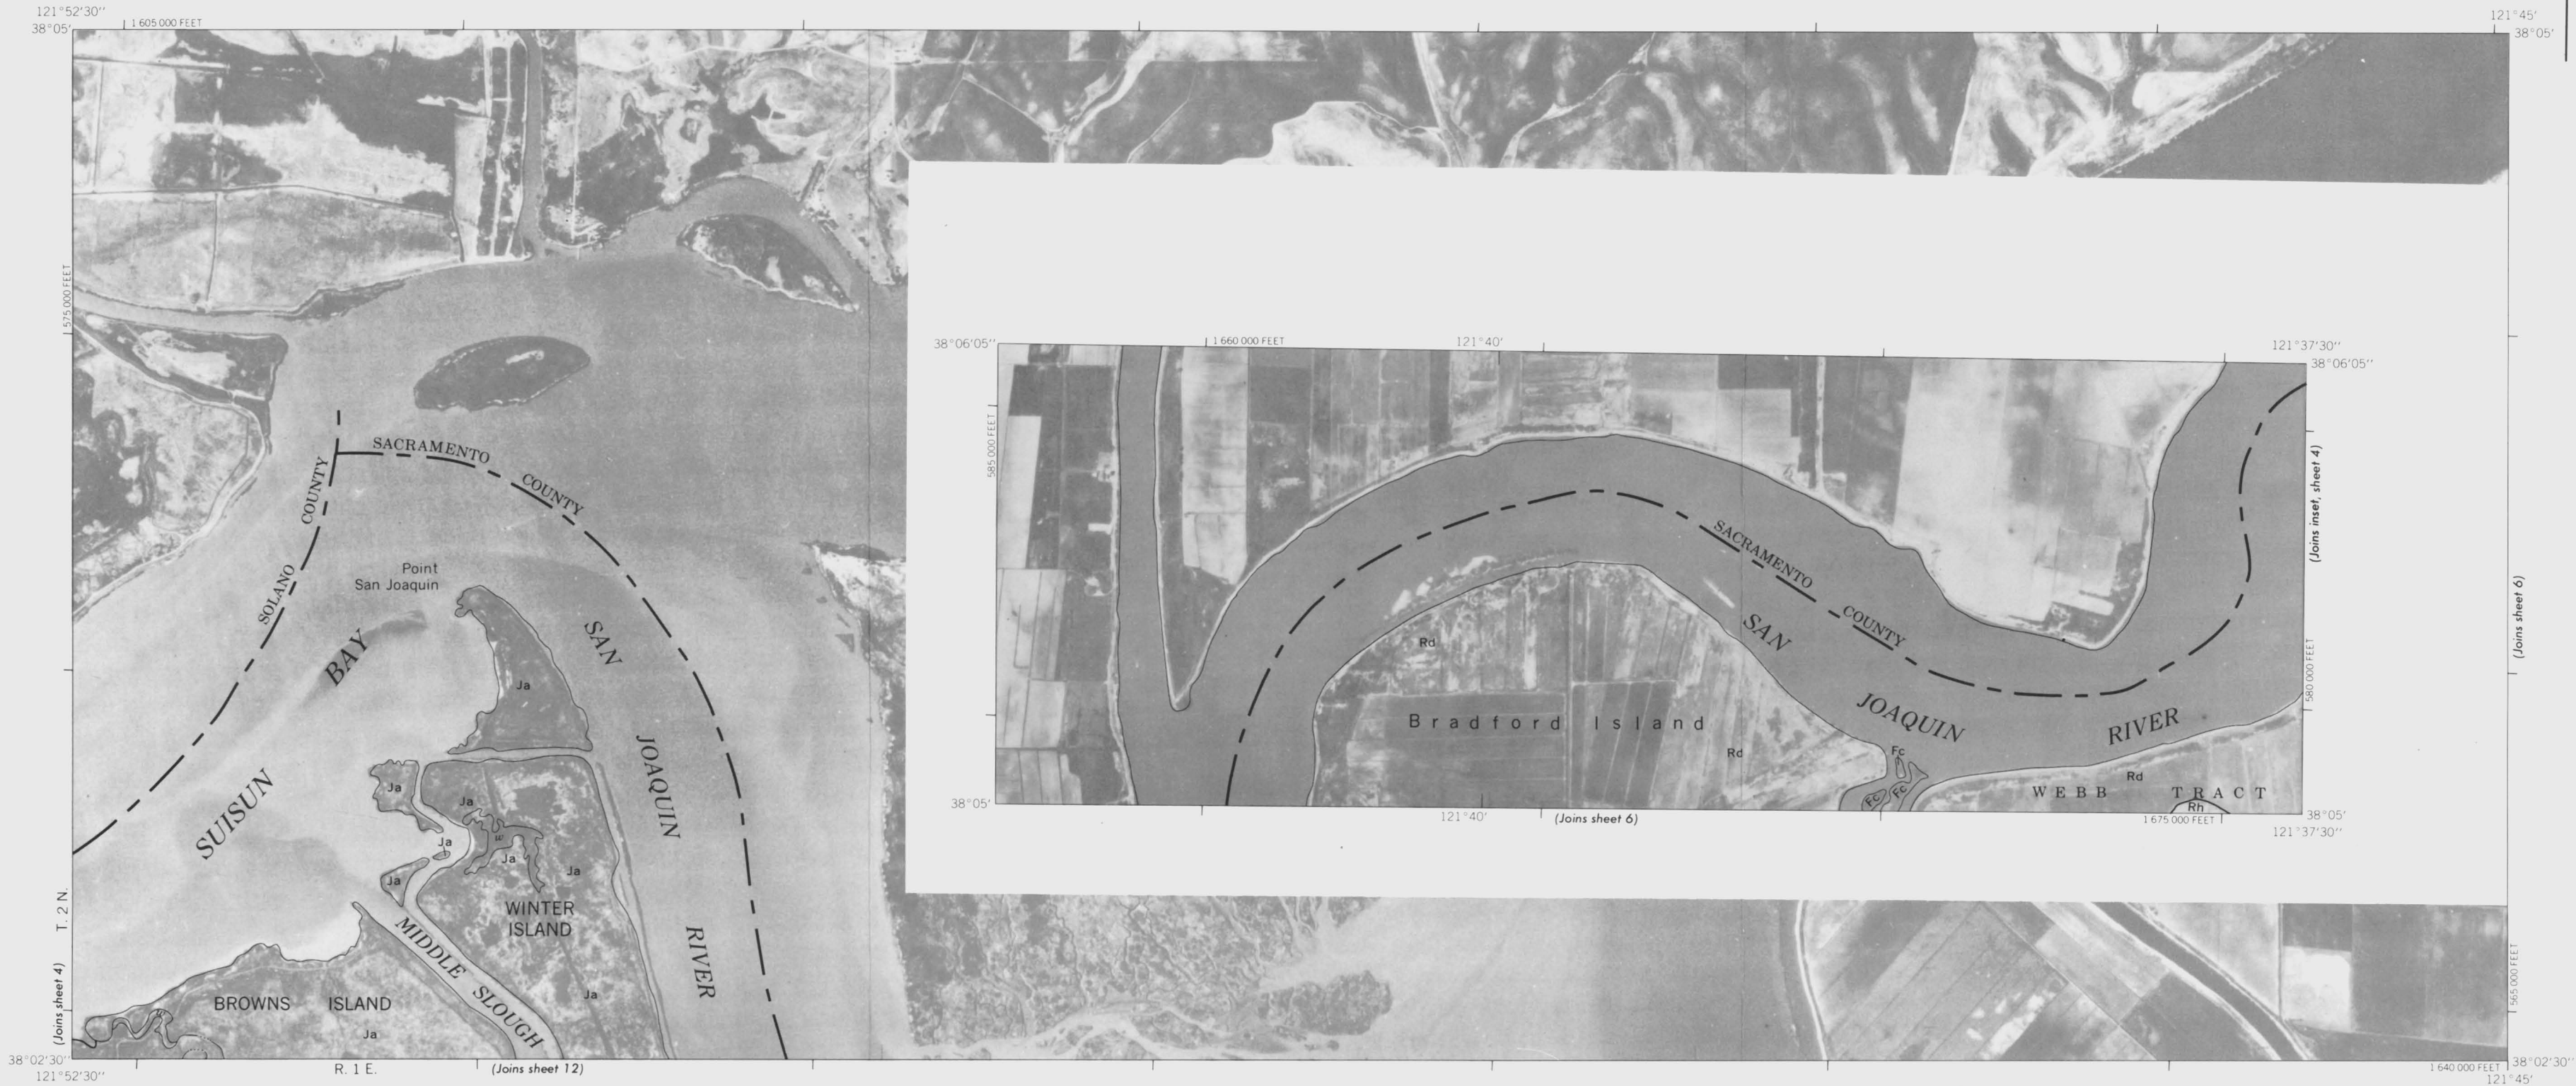 121°52'30''
1 605 000 FEET
38°05'
121°45'
38°05'
575 000 FEET
SACRAMENTO COUNTY
SOLANO COUNTY
Point
San Joaquin
SUISUN BAY
SAN JOAQUIN RIVER
Ja
Ja
Ja
Ja
Ja
Ja
Ja
WINTER
ISLAND
Ja
MIDDLE SLOUGH
BROWNS ISLAND
Ja
T. 2 N.
(Joins sheet 4)
38°02'30''
121°52'30''
R. 1 E.
(Joins sheet 12)
38°06'05''
1 660 000 FEET
121°40'
121°37'30''
38°06'05''
585 000 FEET
(Joins inset, sheet 4)
SACRAMENTO COUNTY
SAN JOAQUIN RIVER
Rd
Bradford Island
Rd
Fc
Fc
Fc
Rd
WEBB TRACT
Rh
580 000 FEET
38°05'
121°40'
(Joins sheet 6)
1 675 000 FEET
38°05'
121°37'30''
(Joins sheet 6)
565 000 FEET
38°02'30''
1 640 000 FEET
121°45'